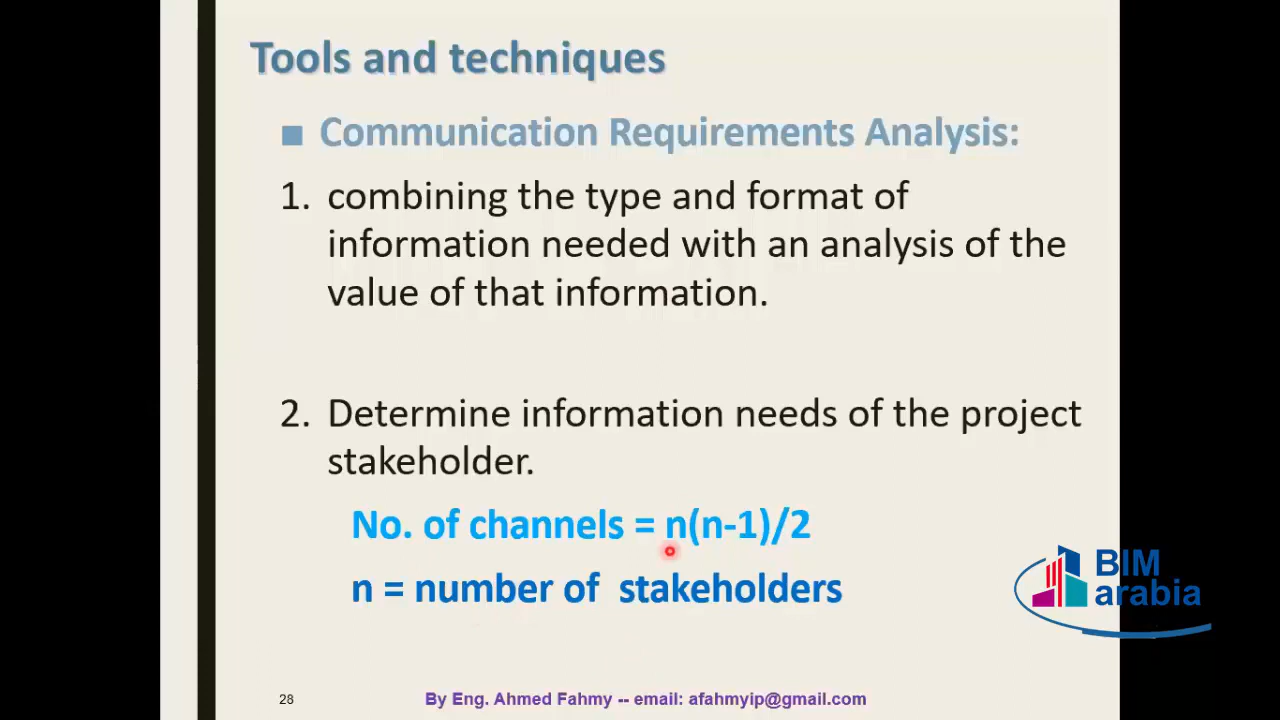 Tools and techniques
■ Communication Requirements Analysis:
1. combining the type and format of
information needed with an analysis of the
value of that information.
2. Determine information needs of the project
stakeholder.
No. of channels = n(n-1)/2
n = number of stakeholders
BIM
arabia
28
By Eng. Ahmed Fahmy -- email: afahmyip@gmail.com